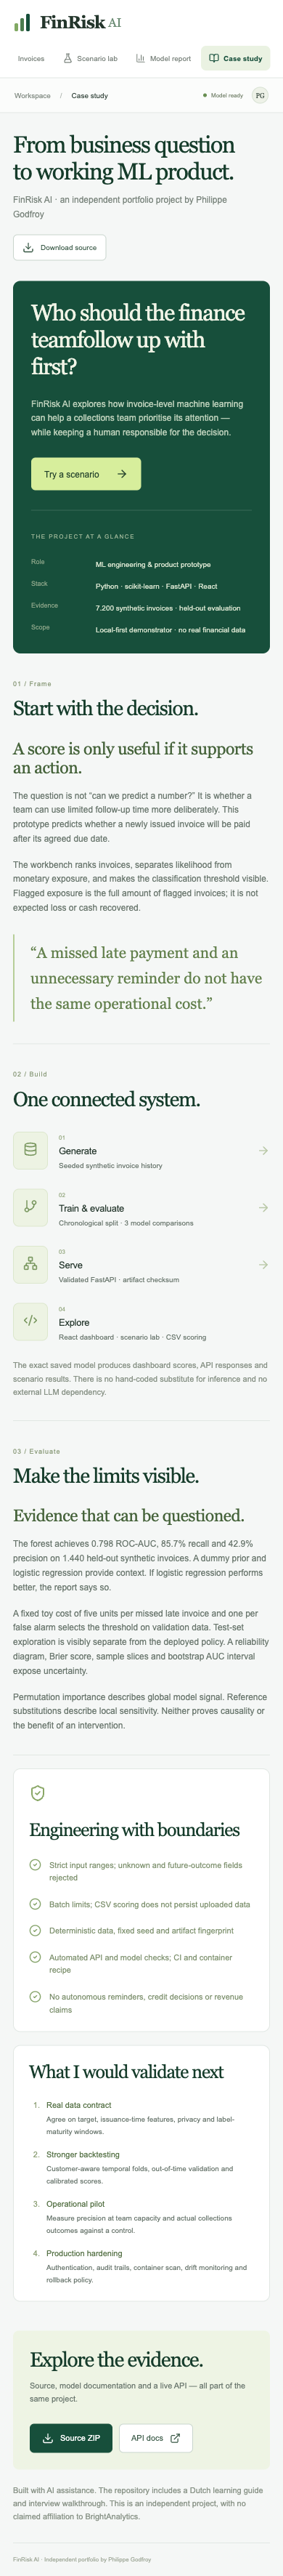 FinRisk AI
Invoices Scenario lab Model report Case study
Workspace / Case study Model ready PG
From business question
to working ML product.
FinRisk AI · an independent portfolio project by Philippe
Godfroy
Download source
Who should the finance
teamfollow up with
first?
FinRisk AI explores how invoice-level machine learning
can help a collections team prioritise its attention —
while keeping a human responsible for the decision.
Try a scenario
THE PROJECT AT A GLANCE
Role ML engineering & product prototype
Stack Python · scikit-learn · FastAPI · React
Evidence 7.200 synthetic invoices · held-out evaluation
Scope Local-first demonstrator · no real financial data
01 / Frame
Start with the decision.
A score is only useful if it supports
an action.
The question is not “can we predict a number?” It is whether a
team can use limited follow-up time more deliberately. This
prototype predicts whether a newly issued invoice will be paid
after its agreed due date.
The workbench ranks invoices, separates likelihood from
monetary exposure, and makes the classification threshold visible.
Flagged exposure is the full amount of flagged invoices; it is not
expected loss or cash recovered.
“A missed late payment and an
unnecessary reminder do not have
the same operational cost.”
02 / Build
One connected system.
01
Generate
Seeded synthetic invoice history
02
Train & evaluate
Chronological split · 3 model comparisons
03
Serve
Validated FastAPI · artifact checksum
04
Explore
React dashboard · scenario lab · CSV scoring
The exact saved model produces dashboard scores, API responses and
scenario results. There is no hand-coded substitute for inference and no
external LLM dependency.
03 / Evaluate
Make the limits visible.
Evidence that can be questioned.
The forest achieves 0.798 ROC-AUC, 85.7% recall and 42.9%
precision on 1.440 held-out synthetic invoices. A dummy prior and
logistic regression provide context. If logistic regression performs
better, the report says so.
A fixed toy cost of five units per missed late invoice and one per
false alarm selects the threshold on validation data. Test-set
exploration is visibly separate from the deployed policy. A reliability
diagram, Brier score, sample slices and bootstrap AUC interval
expose uncertainty.
Permutation importance describes global model signal. Reference
substitutions describe local sensitivity. Neither proves causality or
the benefit of an intervention.
Engineering with boundaries
Strict input ranges; unknown and future-outcome fields
rejected
Batch limits; CSV scoring does not persist uploaded data
Deterministic data, fixed seed and artifact fingerprint
Automated API and model checks; CI and container
recipe
No autonomous reminders, credit decisions or revenue
claims
What I would validate next
1. Real data contract
Agree on target, issuance-time features, privacy and label-
maturity windows.
2. Stronger backtesting
Customer-aware temporal folds, out-of-time validation and
calibrated scores.
3. Operational pilot
Measure precision at team capacity and actual collections
outcomes against a control.
4. Production hardening
Authentication, audit trails, container scan, drift monitoring and
rollback policy.
Explore the evidence.
Source, model documentation and a live API — all part of the
same project.
Source ZIP API docs
Built with AI assistance. The repository includes a Dutch learning guide
and interview walkthrough. This is an independent project, with no
claimed affiliation to BrightAnalytics.
FinRisk AI · Independent portfolio by Philippe Godfroy